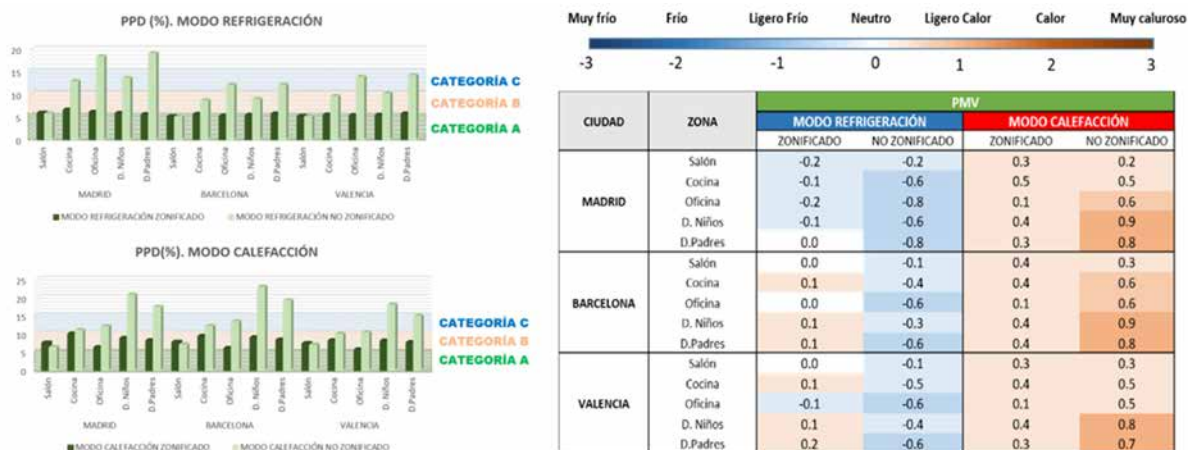 PPD (%). MODO REFRIGERACIÓN
20
15
10
5
0
CATEGORÍA C
CATEGORÍA B
CATEGORÍA A
Salón
Cocina
Oficina
D. Niños
D.Padres
Salón
Cocina
Oficina
D. Niños
D.Padres
Salón
Cocina
Oficina
D. Niños
D.Padres
MADRID BARCELONA VALENCIA
MODO REFRIGERACIÓN ZONIFICADO MODO REFRIGERACIÓN NO ZONIFICADO
PPD(%). MODO CALEFACCIÓN
25
20
15
10
5
0
CATEGORÍA C
CATEGORÍA B
CATEGORÍA A
Salón
Cocina
Oficina
D. Niños
D.Padres
Salón
Cocina
Oficina
D. Niños
D.Padres
Salón
Cocina
Oficina
D. Niños
D.Padres
MADRID BARCELONA VALENCIA
MODO CALEFACCIÓN ZONIFICADO MODO CALEFACCIÓN NO ZONIFICADO
Muy frío Frío Ligero Frío Neutro Ligero Calor Calor Muy caluroso
-3 -2 -1 0 1 2 3
CIUDAD ZONA PMV
MODO REFRIGERACIÓN MODO CALEFACCIÓN
ZONIFICADO NO ZONIFICADO ZONIFICADO NO ZONIFICADO
MADRID
Salón -0.2 -0.2 0.3 0.2
Cocina -0.1 -0.6 0.5 0.5
Oficina -0.2 -0.8 0.1 0.6
D. Niños -0.1 -0.6 0.4 0.9
D.Padres 0.0 -0.8 0.3 0.8
BARCELONA
Salón 0.0 -0.1 0.4 0.3
Cocina 0.1 -0.4 0.4 0.6
Oficina 0.0 -0.6 0.1 0.6
D. Niños 0.1 -0.3 0.4 0.9
D.Padres 0.1 -0.6 0.4 0.8
VALENCIA
Salón 0.0 -0.1 0.3 0.3
Cocina 0.1 -0.5 0.4 0.5
Oficina -0.1 -0.6 0.1 0.5
D. Niños 0.1 -0.4 0.4 0.8
D.Padres 0.2 -0.6 0.3 0.7